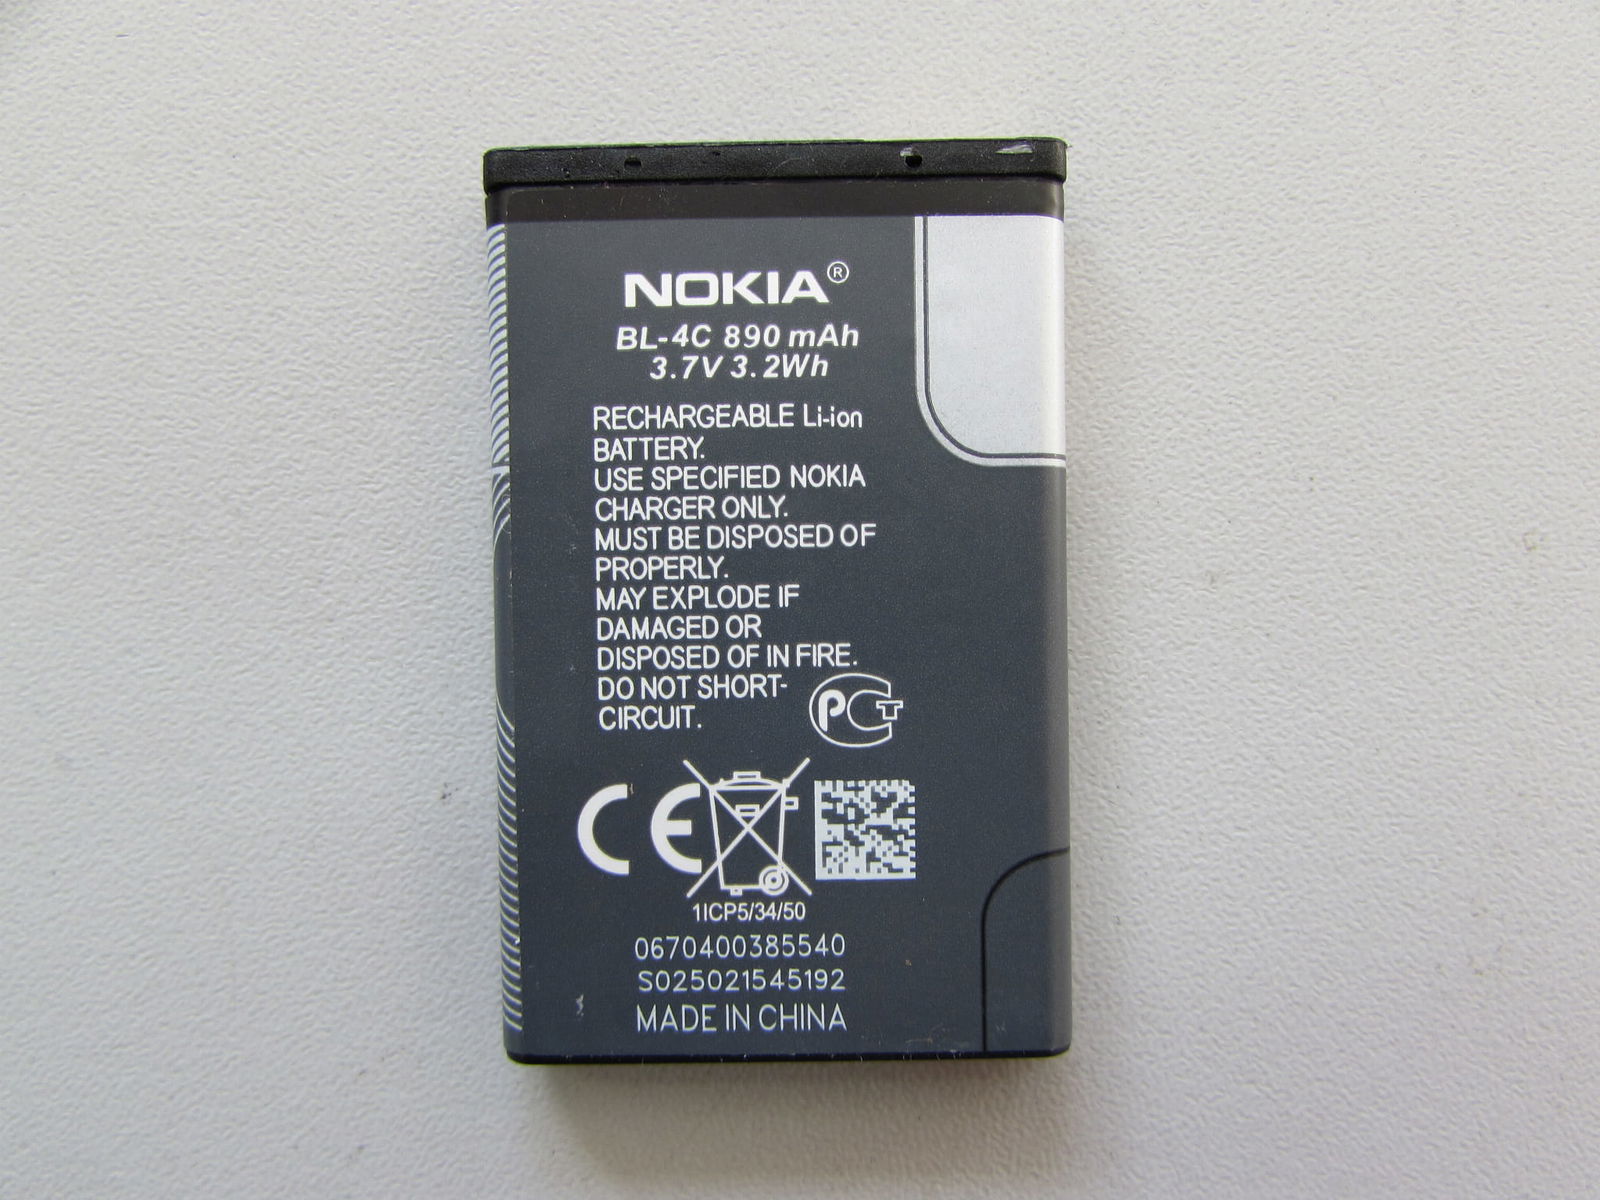 NOKIA®
BL-4C 890 mAh
3.7V 3.2Wh
RECHARGEABLE Li-ion
BATTERY.
USE SPECIFIED NOKIA
CHARGER ONLY.
MUST BE DISPOSED OF
PROPERLY.
MAY EXPLODE IF
DAMAGED OR
DISPOSED OF IN FIRE.
DO NOT SHORT-
CIRCUIT.
РСТ
CE
1ICP5/34/50
0670400385540
S025021545192
MADE IN CHINA